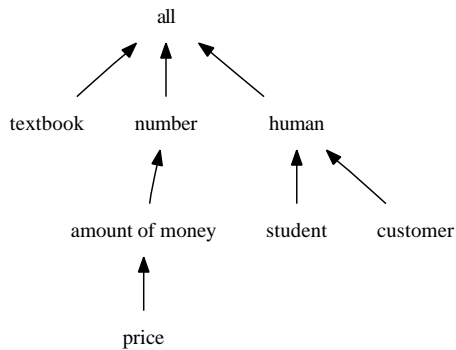 all
textbook number human
amount of money student customer
price